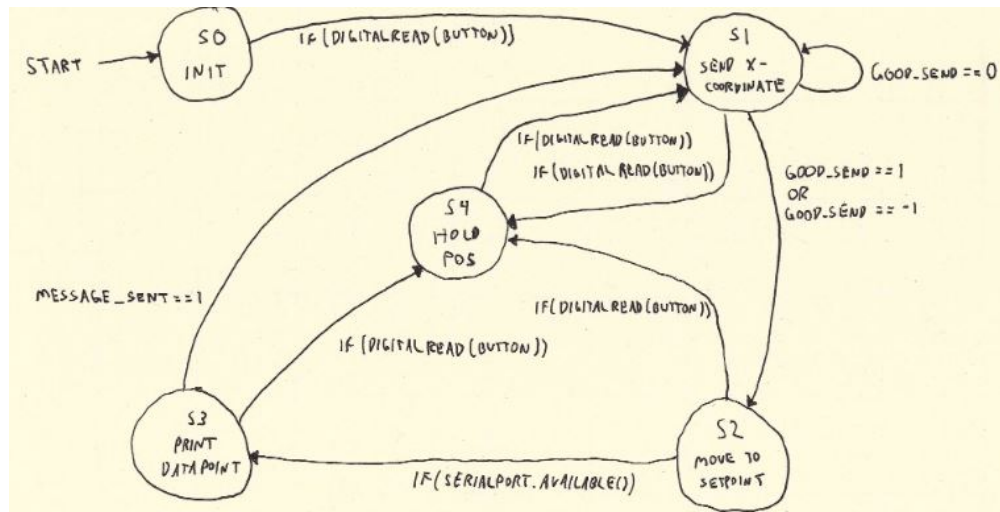 START
S0
INIT
IF(DIGITALREAD(BUTTON))
S1
SEND X-
COORDINATE
GOOD_SEND==0
IF(DIGITALREAD(BUTTON))
IF(DIGITALREAD(BUTTON))
GOOD_SEND==1
OR
GOOD_SEND==-1
S4
HOLD
POS
MESSAGE_SENT==1
IF(DIGITALREAD(BUTTON))
IF(DIGITALREAD(BUTTON))
S3
PRINT
DATAPOINT
S2
MOVE TO
SETPOINT
IF(SERIALPORT.AVAILABLE())